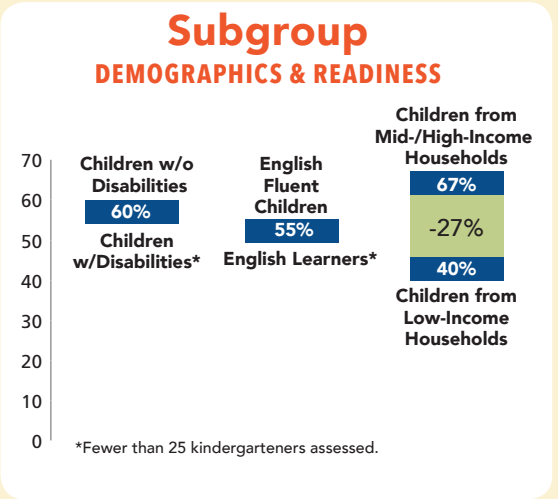 Subgroup
DEMOGRAPHICS & READINESS
Children from
Mid-/High-Income
Households
67%
-27%
40%
Children from
Low-Income
Households
English
Fluent
Children
55%
English Learners*
Children w/o
Disabilities
60%
Children
w/Disabilities*
70
60
50
40
30
20
10
0
*Fewer than 25 kindergarteners assessed.